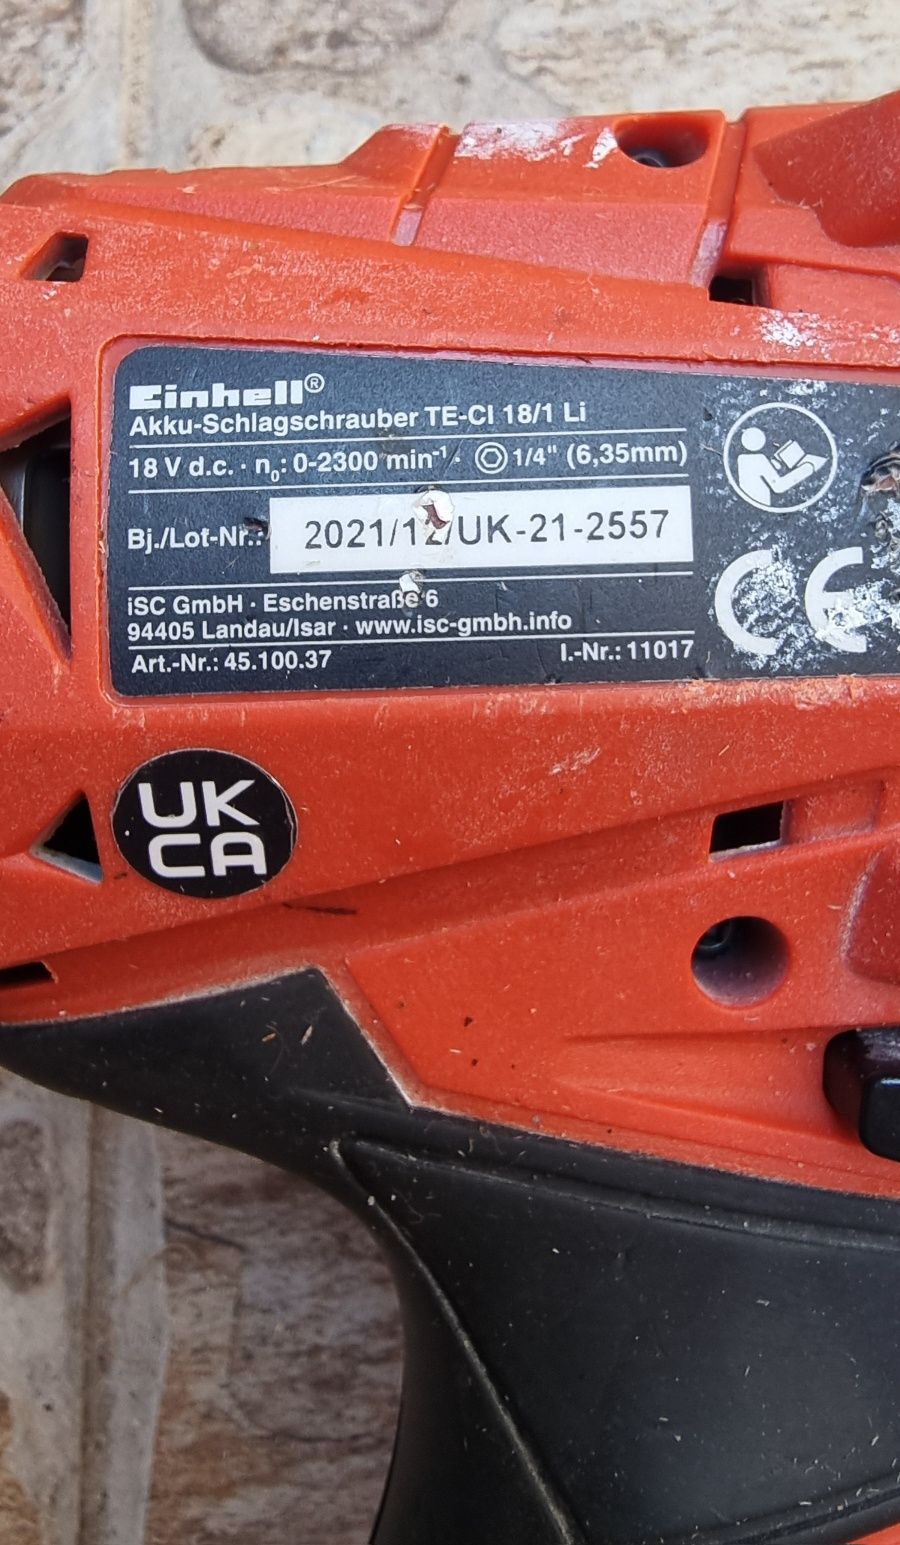 Einhell®
Akku-Schlagschrauber TE-CI 18/1 Li
18 V d.c. · n₀: 0-2300 min⁻¹ · 1/4" (6,35mm)
Bj./Lot-Nr.: 2021/12/UK-21-2557
iSC GmbH · Eschenstraße 6
94405 Landau/Isar · www.isc-gmbh.info
Art.-Nr.: 45.100.37 I.-Nr.: 11017
CE
UK
CA